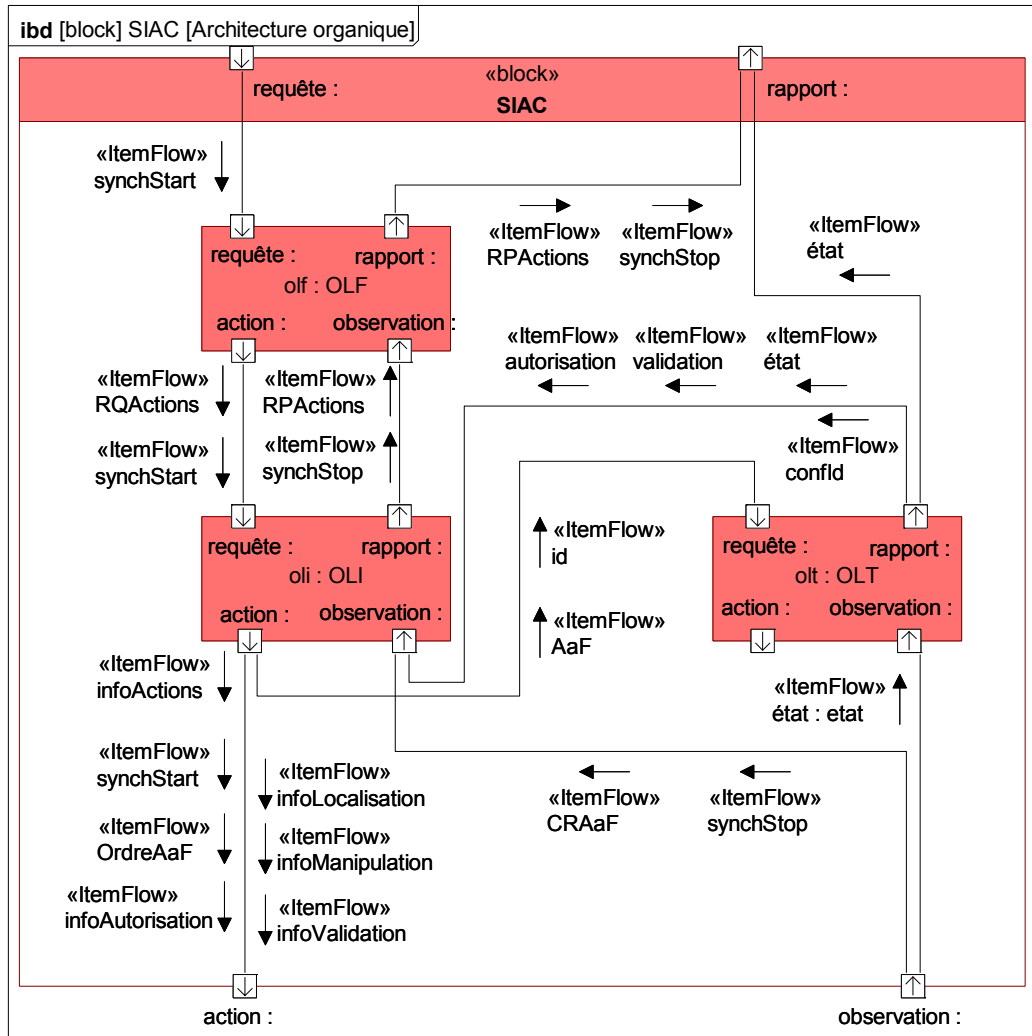 ibd [block] SIAC [Architecture organique]
«block»
SIAC
requête :
rapport :
«ItemFlow»
synchStart
«ItemFlow»
RPActions
«ItemFlow»
synchStop
«ItemFlow»
état
requête :
rapport :
olf : OLF
action :
observation :
«ItemFlow»
autorisation
«ItemFlow»
validation
«ItemFlow»
état
«ItemFlow»
RQActions
«ItemFlow»
RPActions
«ItemFlow»
confId
«ItemFlow»
synchStart
«ItemFlow»
synchStop
requête :
rapport :
oli : OLI
action :
observation :
«ItemFlow»
id
«ItemFlow»
AaF
requête :
rapport :
olt : OLT
action :
observation :
«ItemFlow»
infoActions
«ItemFlow»
état : etat
«ItemFlow»
synchStart
«ItemFlow»
infoLocalisation
«ItemFlow»
CRAaF
«ItemFlow»
synchStop
«ItemFlow»
OrdreAaF
«ItemFlow»
infoManipulation
«ItemFlow»
infoAutorisation
«ItemFlow»
infoValidation
action :
observation :